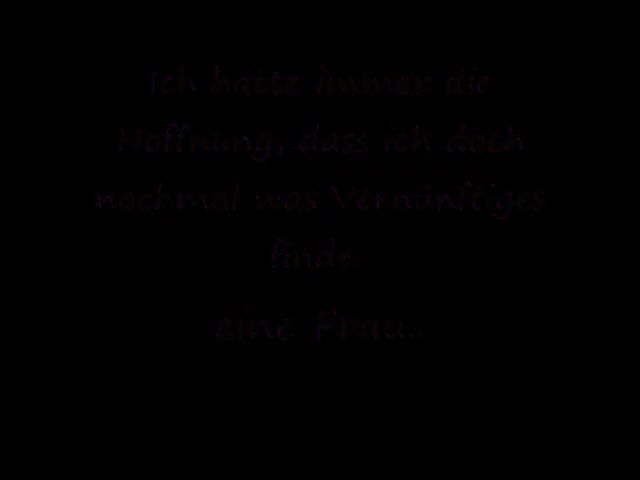 Ich hatte immer die
Hoffnung, dass ich doch
nochmal was Vernünftiges
finde..
eine Frau..